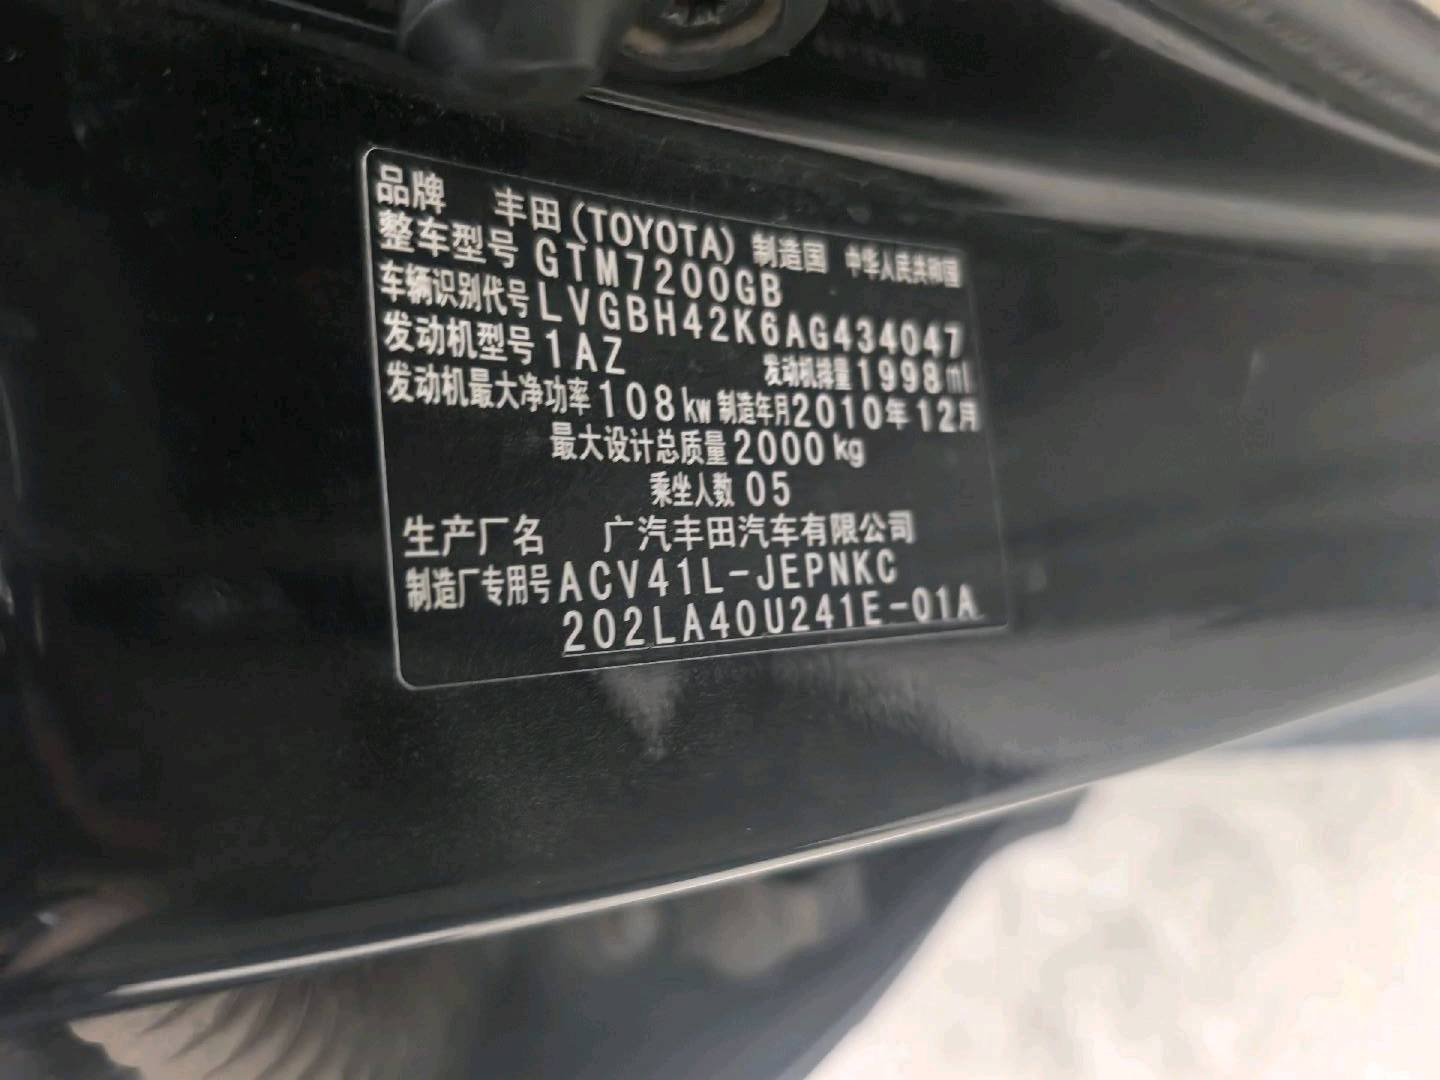 品牌 丰田(TOYOTA) 制造国 中华人民共和国
整车型号 GTM7200GB
车辆识别代号 LVGBH42K6AG434047
发动机型号 1AZ 发动机排量 1998ml
发动机最大净功率 108kw 制造年月 2010年12月
最大设计总质量 2000kg
乘坐人数 05
生产厂名 广汽丰田汽车有限公司
制造厂专用号 ACV41L-JEPNKC
202LA40U241E-01A